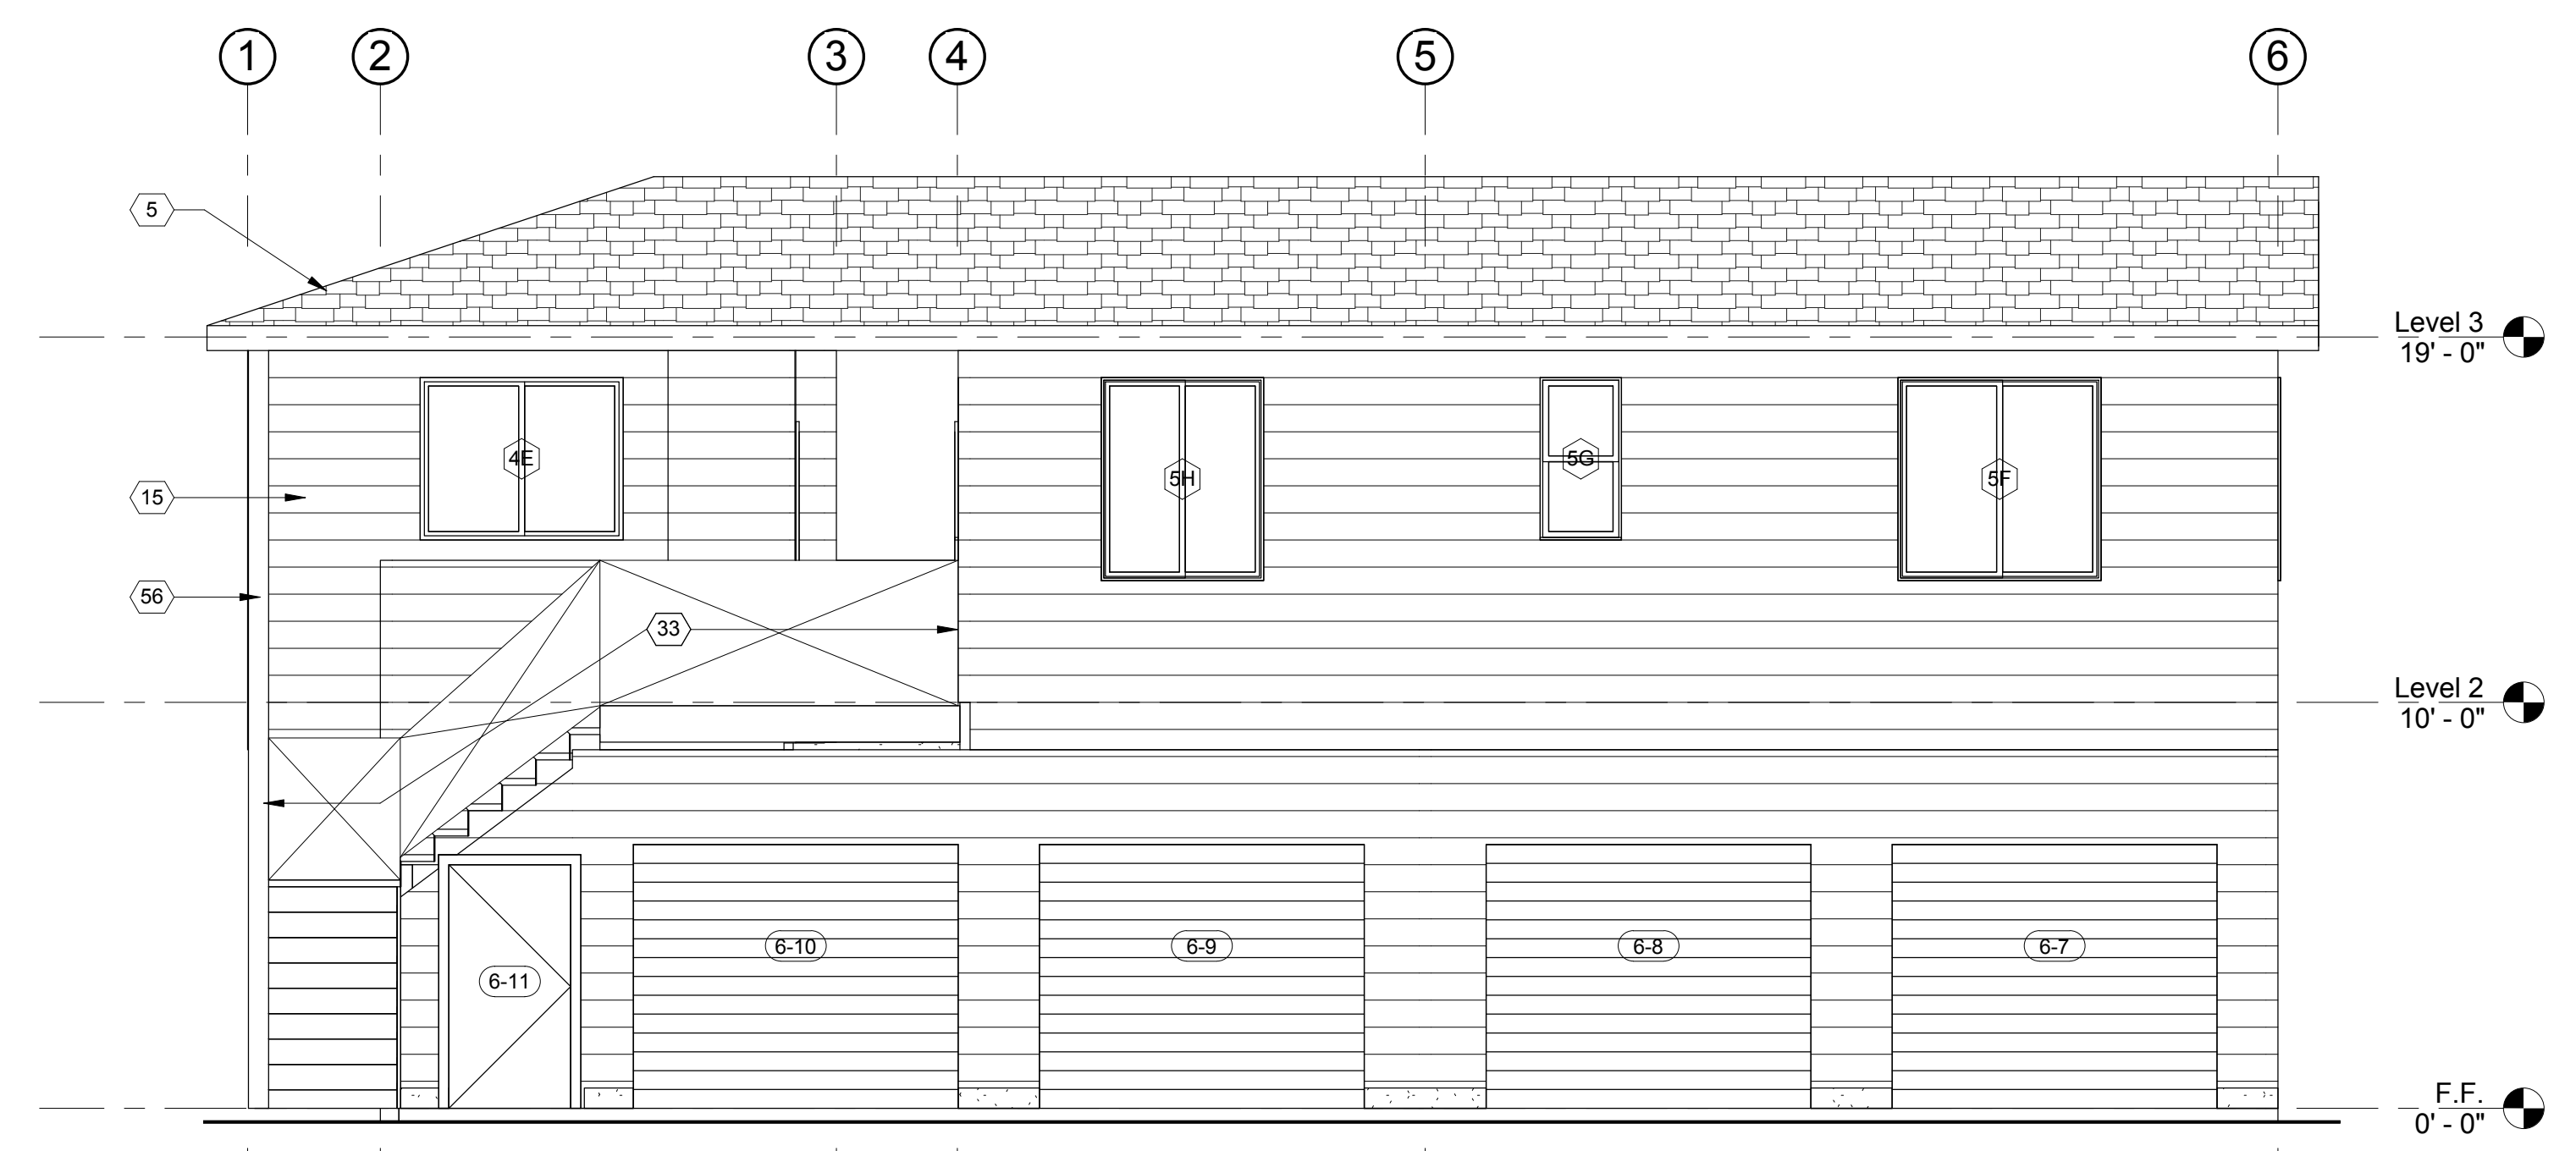 1 2 3 4 5 6
5
Level 3
19' - 0"
4E 5H 5G 5F
15
56
33
Level 2
10' - 0"
6-10 6-9 6-8 6-7
6-11
F.F.
0' - 0"